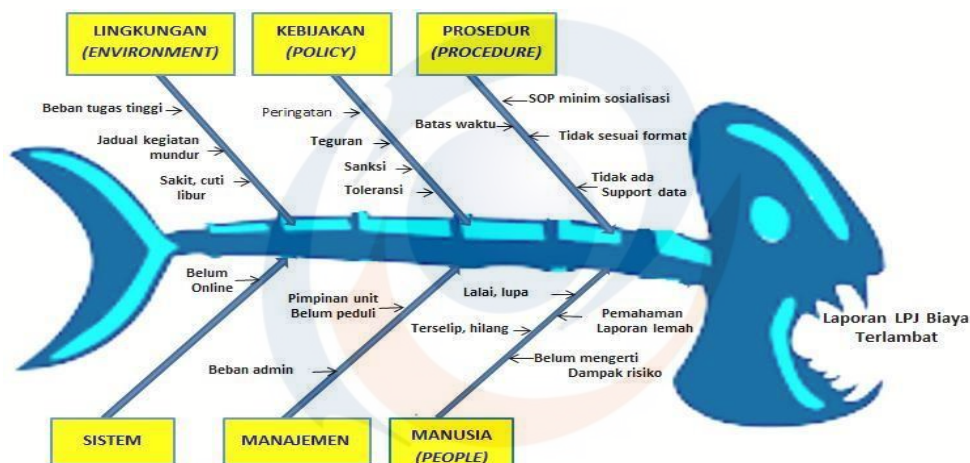 LINGKUNGAN
(ENVIRONMENT)
KEBIJAKAN
(POLICY)
PROSEDUR
(PROCEDURE)
Beban tugas tinggi
Jadual kegiatan
mundur
Sakit, cuti
libur
Peringatan
Teguran
Sanksi
Toleransi
SOP minim sosialisasi
Batas waktu
Tidak sesuai format
Tidak ada
Support data
Belum
Online
Pimpinan unit
Belum peduli
Beban admin
Lalai, lupa
Pemahaman
Laporan lemah
Terselip, hilang
Belum mengerti
Dampak risiko
Laporan LPJ Biaya
Terlambat
SISTEM
MANAJEMEN
MANUSIA
(PEOPLE)